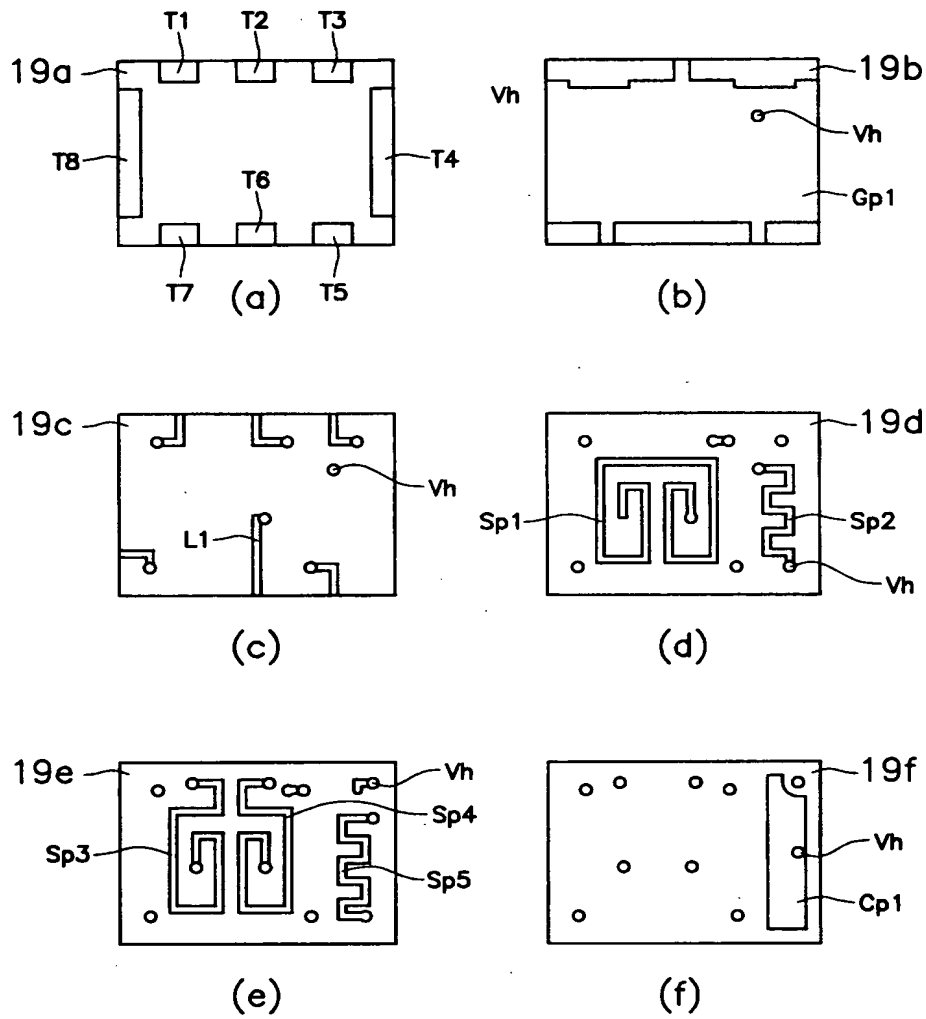 T1 T2 T3
19a
T8 T4
T6
T7 T5
(a)
Vh
19b
Vh
Gp1
(b)
19c
Vh
L1
(c)
19d
Sp1 Sp2
Vh
(d)
19e
Vh
Sp4
Sp3
Sp5
(e)
19f
Vh
Cp1
(f)